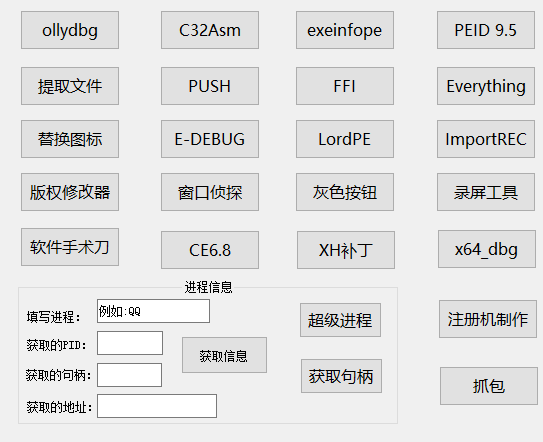 ollydbg
C32Asm
exeinfope
PEID 9.5
提取文件
PUSH
FFI
Everything
替换图标
E-DEBUG
LordPE
ImportREC
版权修改器
窗口侦探
灰色按钮
录屏工具
软件手术刀
CE6.8
XH补丁
x64_dbg
进程信息
填写进程：
例如:QQ
超级进程
注册机制作
获取的PID：
获取信息
获取的句柄：
获取句柄
抓包
获取的地址：